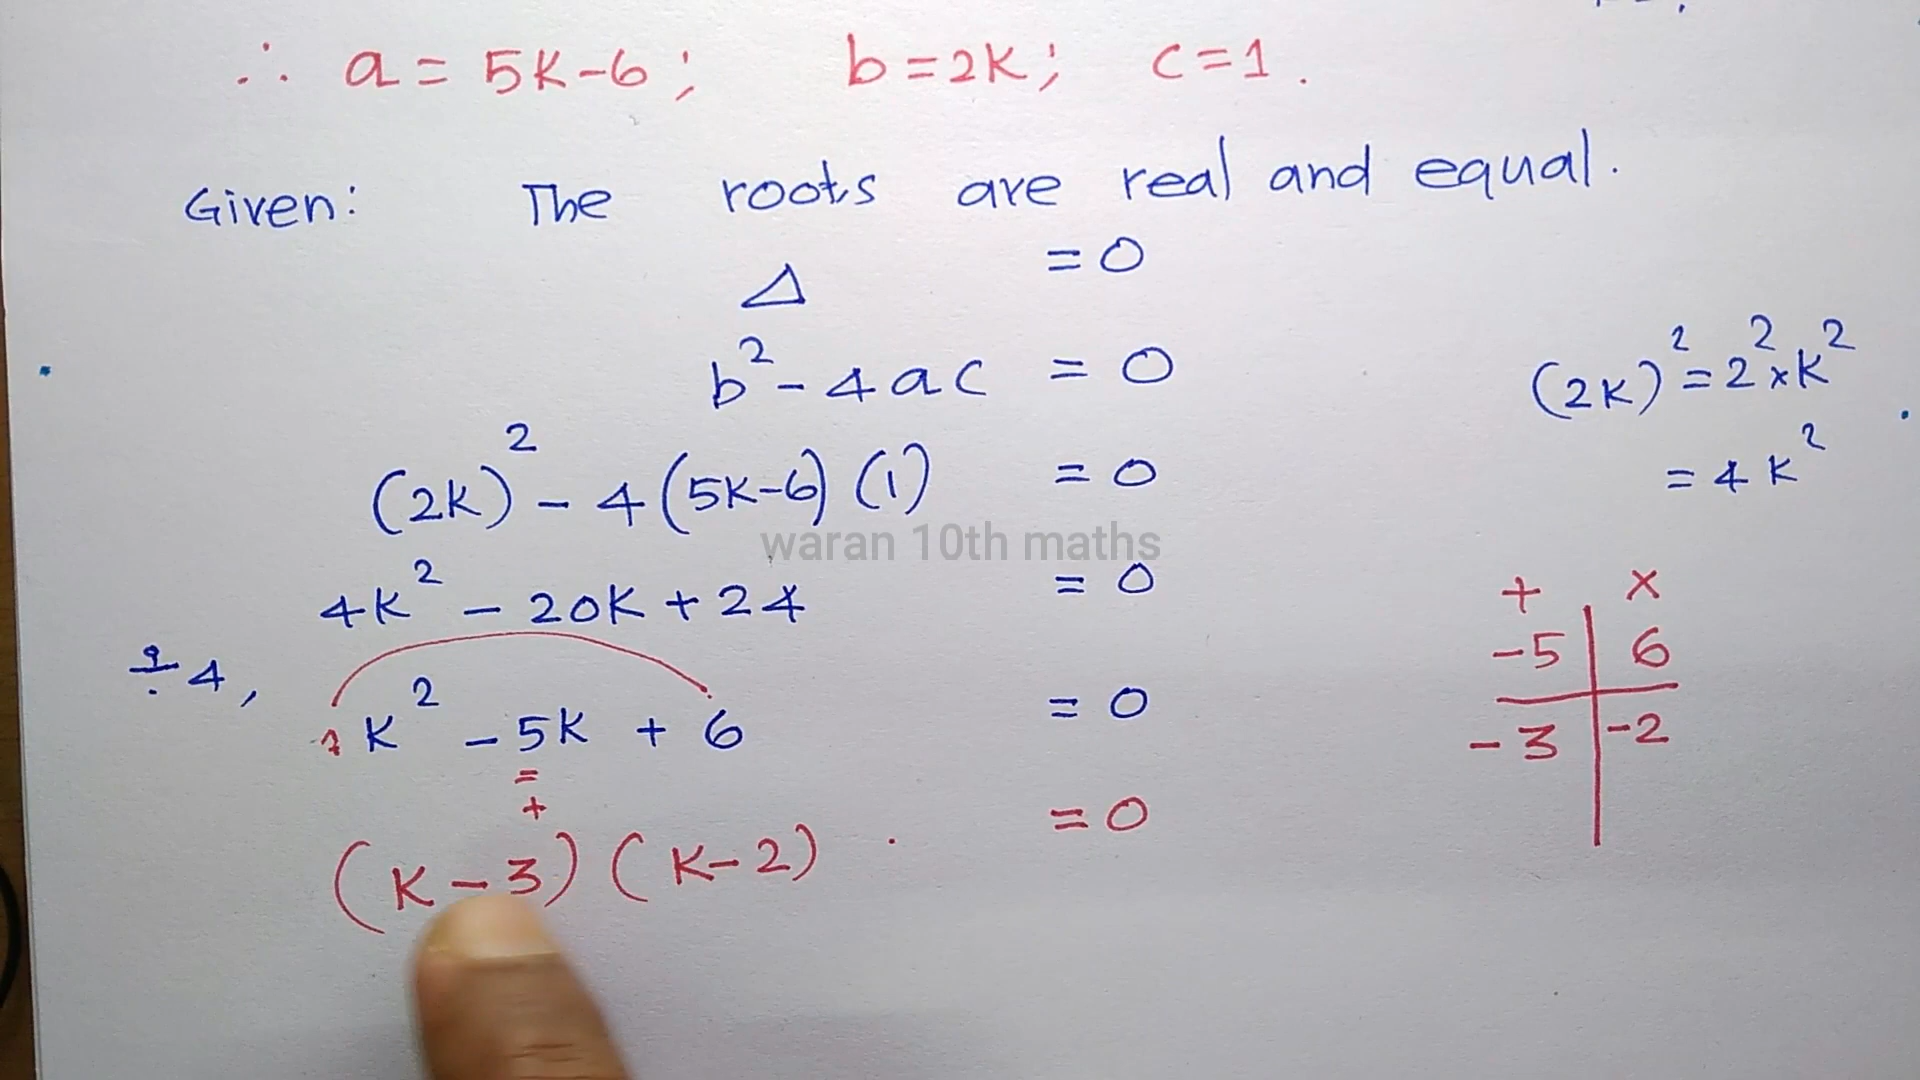 ∴ a = 5K-6; b = 2K; c = 1.
Given: The roots are real and equal.
Δ = 0
b² - 4ac = 0
(2K)² - 4(5K-6)(1) = 0
4K² - 20K + 24 = 0
÷4, K² - 5K + 6 = 0
=
+
(K-3)(K-2) = 0
(2K)² = 2² × K²
= 4K²
+ ×
-5 6
-3 -2
waran 10th maths